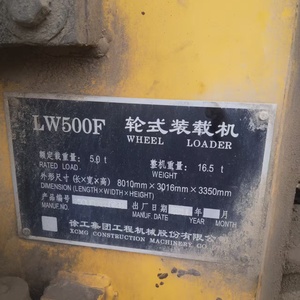 LW500F 轮式装载机
WHEEL LOADER
额定载重量: 5.0 t 整机重量 16.5 t
RATED LOAD WEIGHT
外形尺寸 (长×宽×高) 8010mm×3016mm×3350mm
DIMENSION (LENGTH×WIDTH×HEIGHT)
产品编号 出厂日期 年 月
MANUF.NO. MANUF.DATE YEAR MONTH
徐工集团工程机械股份有限公司
XCMG CONSTRUCTION MACHINERY CO